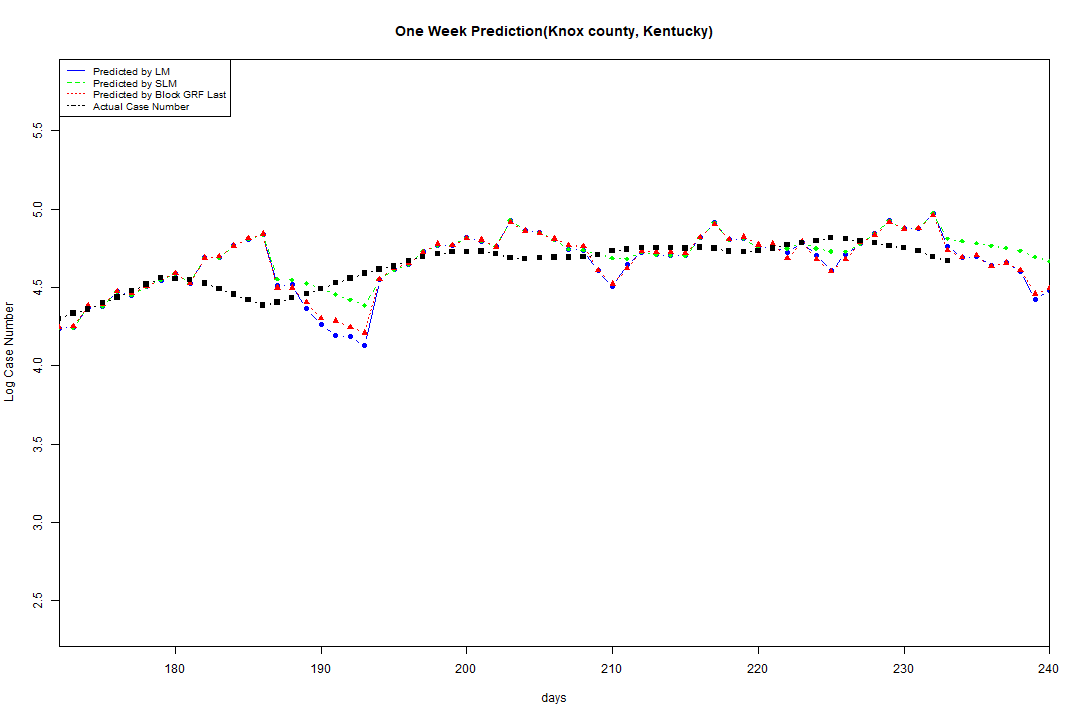 One Week Prediction(Knox county, Kentucky)
Predicted by LM
Predicted by SLM
Predicted by Block GRF Last
Actual Case Number
5.5
5.0
4.5
4.0
3.5
3.0
2.5
Log Case Number
180 190 200 210 220 230 240
days